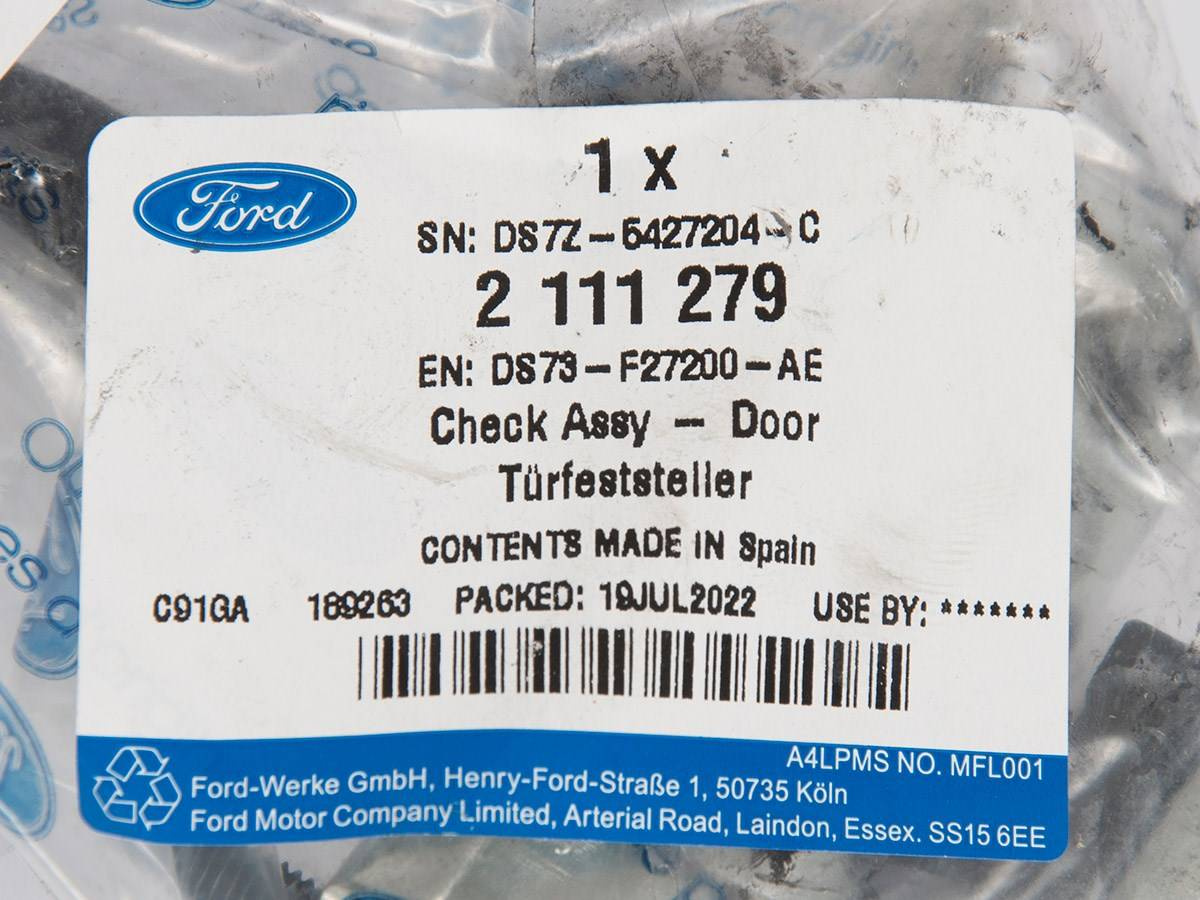 Ford
1 x
SN: DS7Z-5427204-C
2 111 279
EN: DS73-F27200-AE
Check Assy - Door
Türfeststeller
CONTENTS MADE IN Spain
C91GA 189263 PACKED: 19JUL2022 USE BY: *******
A4LPMS NO. MFL001
Ford-Werke GmbH, Henry-Ford-Straße 1, 50735 Köln
Ford Motor Company Limited, Arterial Road, Laindon, Essex. SS15 6EE